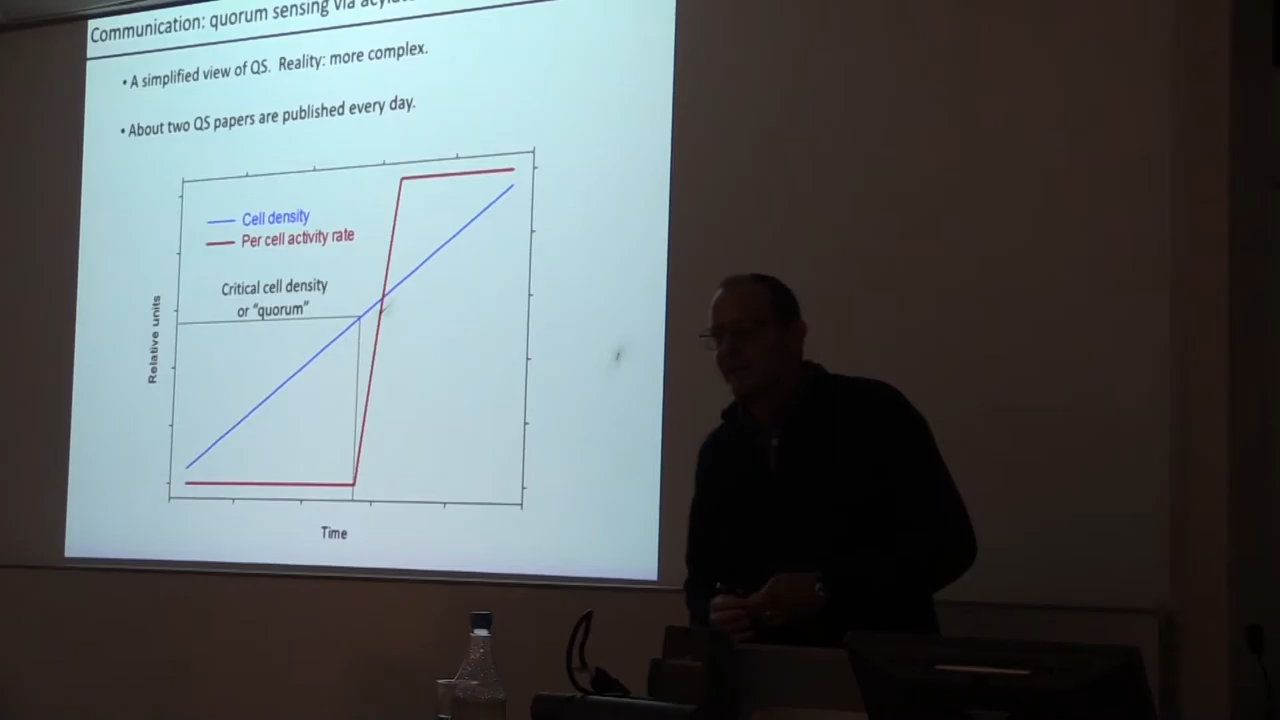 Communication: quorum sensing via
• A simplified view of QS. Reality: more complex.
• About two QS papers are published every day.
Cell density
Per cell activity rate
Critical cell density
or “quorum”
Relative units
Time